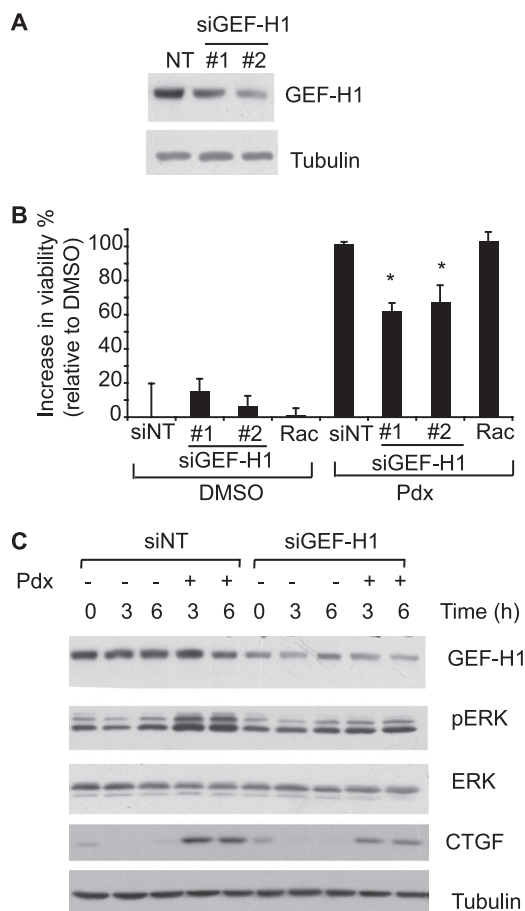 A
siGEF-H1
NT #1 #2
GEF-H1
Tubulin
B
Increase in viability %
(relative to DMSO)
100
80
60
40
20
0
* *
siNT #1 #2 Rac siNT #1 #2 Rac
siGEF-H1 siGEF-H1
DMSO Pdx
C
siNT siGEF-H1
Pdx - - - + + - - - + +
0 3 6 3 6 0 3 6 3 6 Time (h)
GEF-H1
pERK
ERK
CTGF
Tubulin